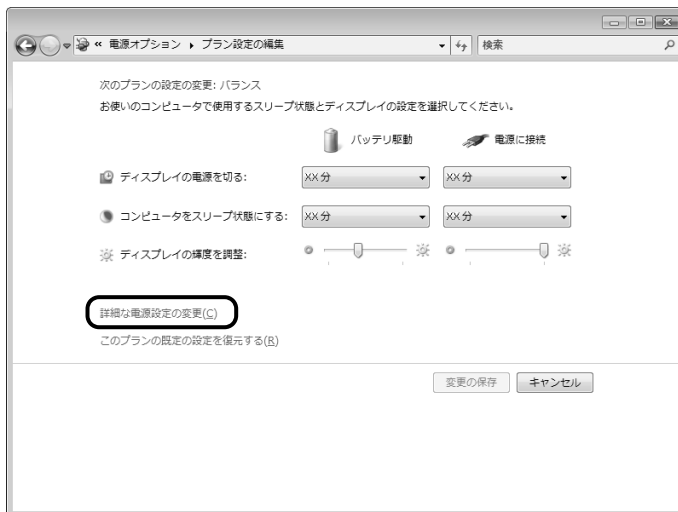 « 電源オプション ▸ プラン設定の編集
検索
次のプランの設定の変更: バランス
お使いのコンピュータで使用するスリープ状態とディスプレイの設定を選択してください。
バッテリ駆動 電源に接続
ディスプレイの電源を切る: XX 分 XX 分
コンピュータをスリープ状態にする: XX 分 XX 分
ディスプレイの輝度を調整:
詳細な電源設定の変更(C)
このプランの既定の設定を復元する(R)
変更の保存 キャンセル